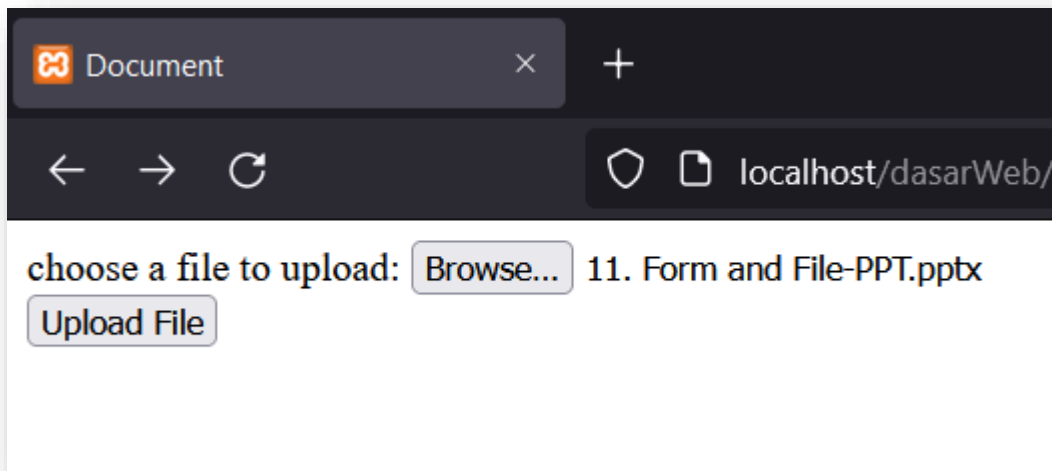 Document
localhost/dasarWeb/
choose a file to upload: Browse... 11. Form and File-PPT.pptx
Upload File